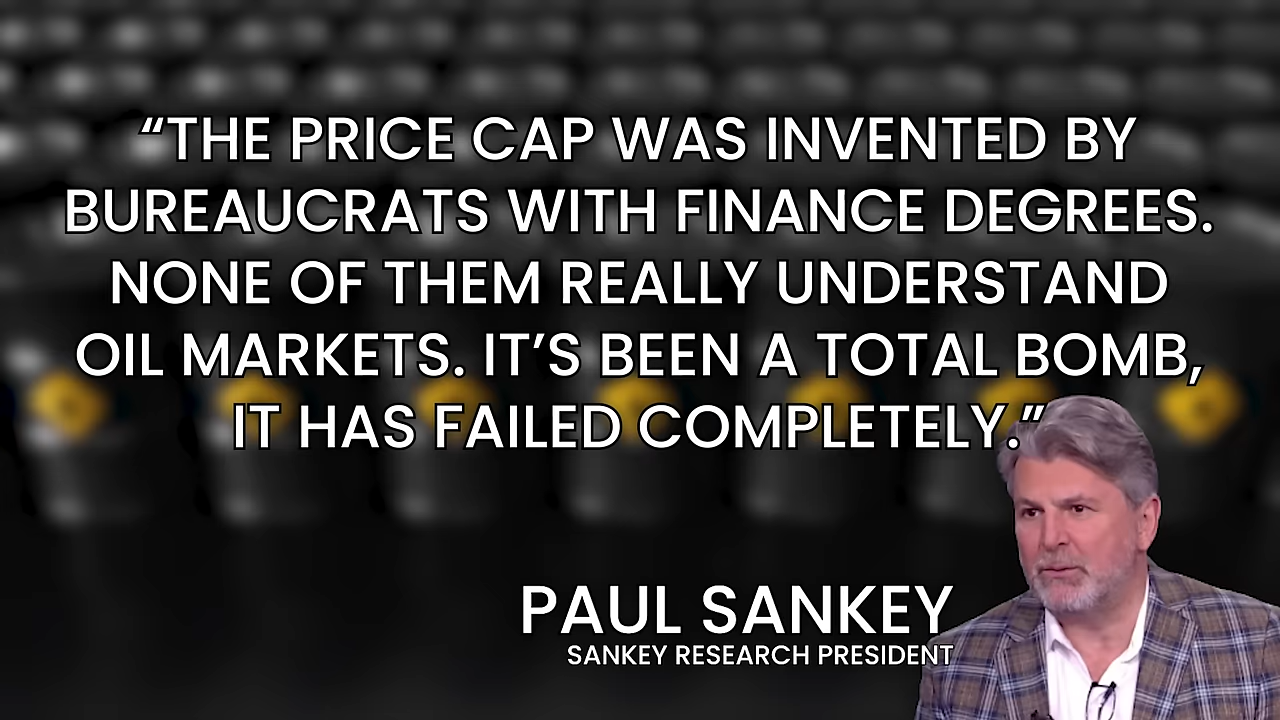 “THE PRICE CAP WAS INVENTED BY
BUREAUCRATS WITH FINANCE DEGREES.
NONE OF THEM REALLY UNDERSTAND
OIL MARKETS. IT’S BEEN A TOTAL BOMB,
IT HAS FAILED COMPLETELY.”
PAUL SANKEY
SANKEY RESEARCH PRESIDENT